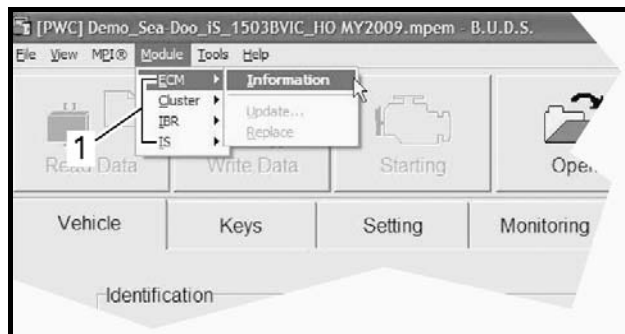 [PWC] Demo_Sea-Doo_iS_1503BVIC_HO MY2009.mpem - B.U.D.S.
File View MPI® Module Tools Help
ECM Information
Cluster
Update...
IBR
Replace
IS
1
Read Data Write Data Starting Open
Vehicle Keys Setting Monitoring
Identification